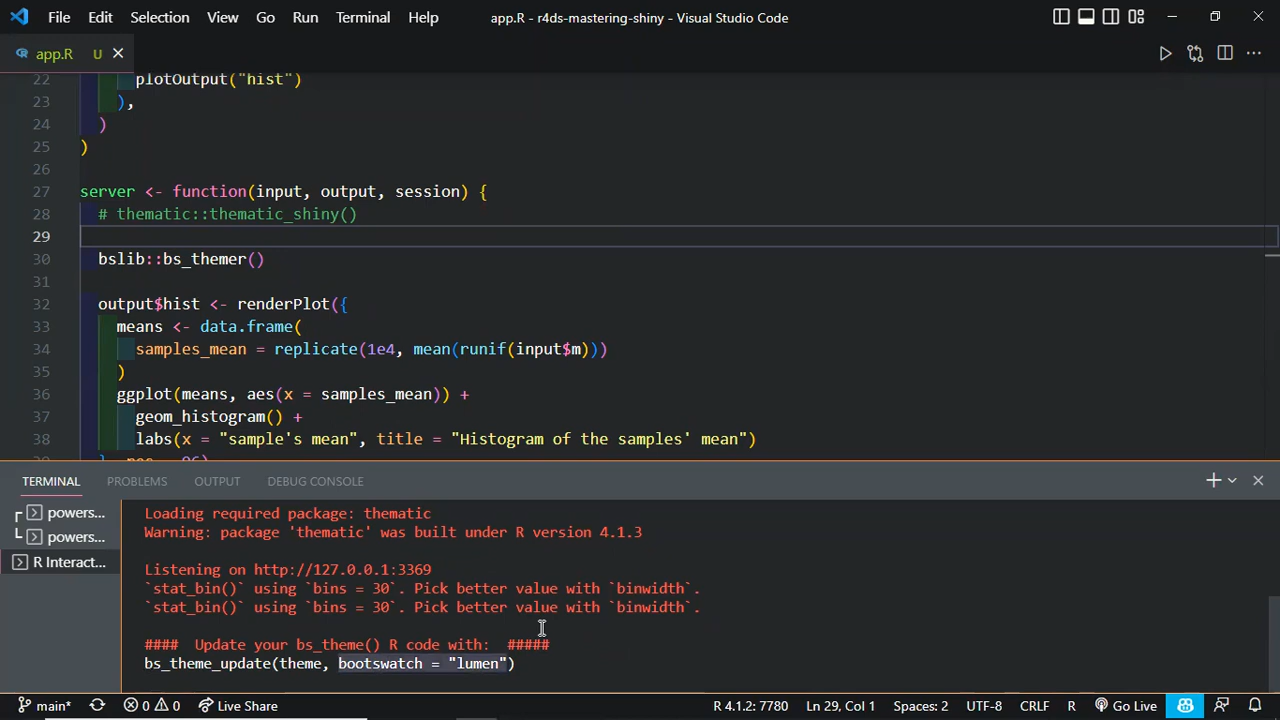 File Edit Selection View Go Run Terminal Help app.R - r4ds-mastering-shiny - Visual Studio Code
app.R U
22 plotOutput("hist")
23 ),
24 )
25 )
26
27 server <- function(input, output, session) {
28 # thematic::thematic_shiny()
29
30 bslib::bs_themer()
31
32 output$hist <- renderPlot({
33 means <- data.frame(
34 samples_mean = replicate(1e4, mean(runif(input$m)))
35 )
36 ggplot(means, aes(x = samples_mean)) +
37 geom_histogram() +
38 labs(x = "sample's mean", title = "Histogram of the samples' mean")
TERMINAL PROBLEMS OUTPUT DEBUG CONSOLE
powers...
powers...
R Interact...
Loading required package: thematic
Warning: package 'thematic' was built under R version 4.1.3
Listening on http://127.0.0.1:3369
`stat_bin()` using `bins = 30`. Pick better value with `binwidth`.
`stat_bin()` using `bins = 30`. Pick better value with `binwidth`.
#### Update your bs_theme() R code with: #####
bs_theme_update(theme, bootswatch = "lumen")
main* 0 0 Live Share R 4.1.2: 7780 Ln 29, Col 1 Spaces: 2 UTF-8 CRLF R Go Live